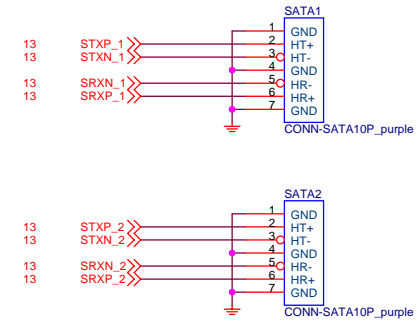 SATA1
1 GND
13 STXP_1 2 HT+
13 STXN_1 3 HT-
4 GND
13 SRXN_1 5 HR-
13 SRXP_1 6 HR+
7 GND
CONN-SATA10P_purple
SATA2
1 GND
13 STXP_2 2 HT+
13 STXN_2 3 HT-
4 GND
13 SRXN_2 5 HR-
13 SRXP_2 6 HR+
7 GND
CONN-SATA10P_purple